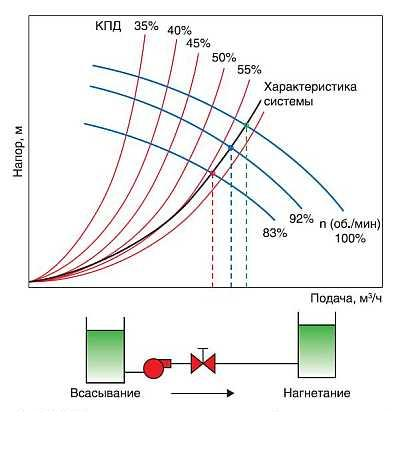 КПД 35%
40%
45%
50%
55%
Характеристика
системы
Напор, м
n (об./мин)
100%
92%
83%
Подача, м³/ч
Всасывание
Нагнетание